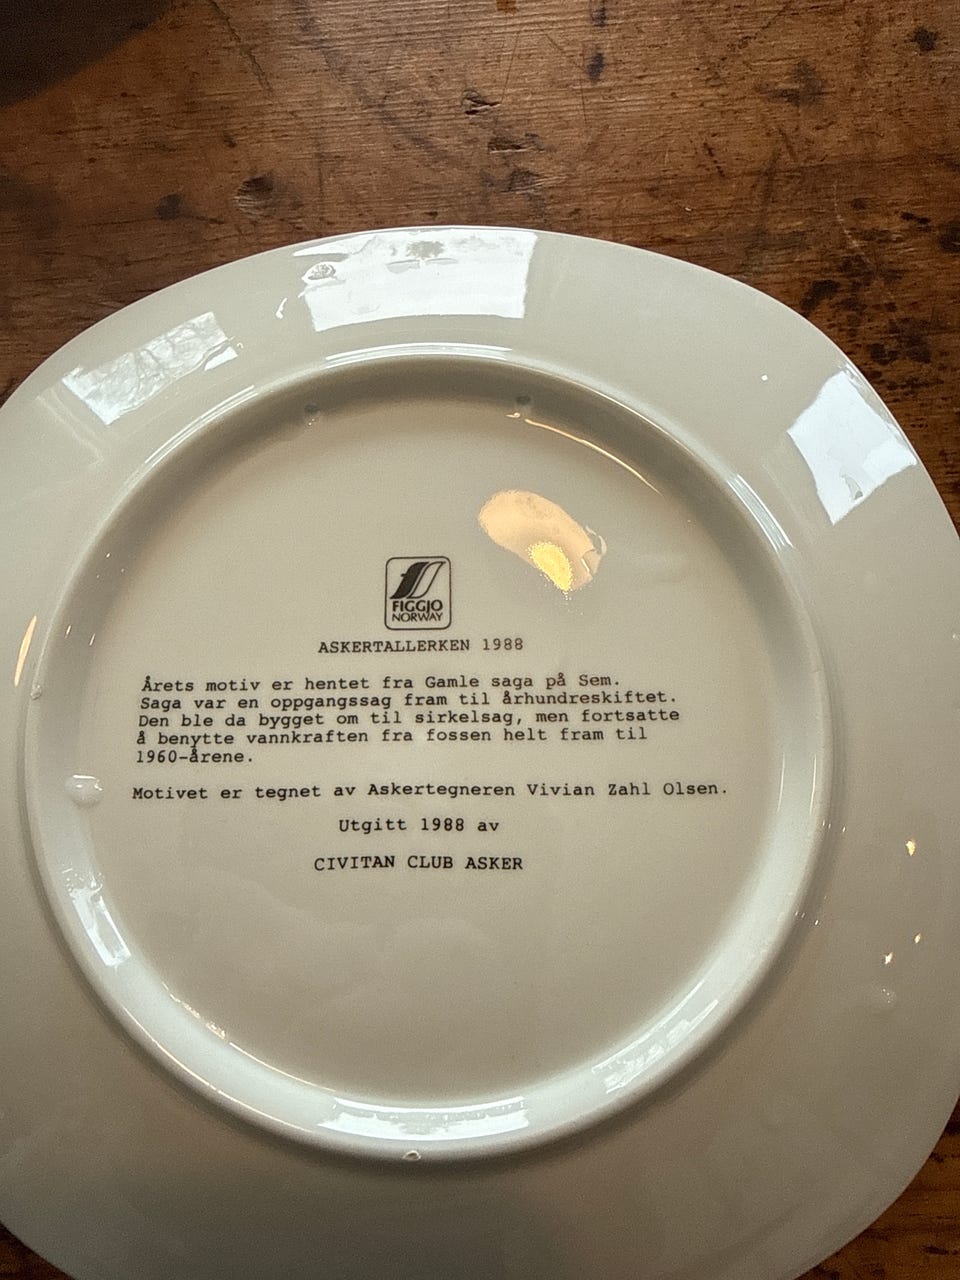 FIGGJO
NORWAY
ASKERTALLERKEN 1988
Årets motiv er hentet fra Gamle saga på Sem.
Saga var en oppgangssag fram til århundreskiftet.
Den ble da bygget om til sirkelsag, men fortsatte
å benytte vannkraften fra fossen helt fram til
1960-årene.
Motivet er tegnet av Askertegneren Vivian Zahl Olsen.
Utgitt 1988 av
CIVITAN CLUB ASKER